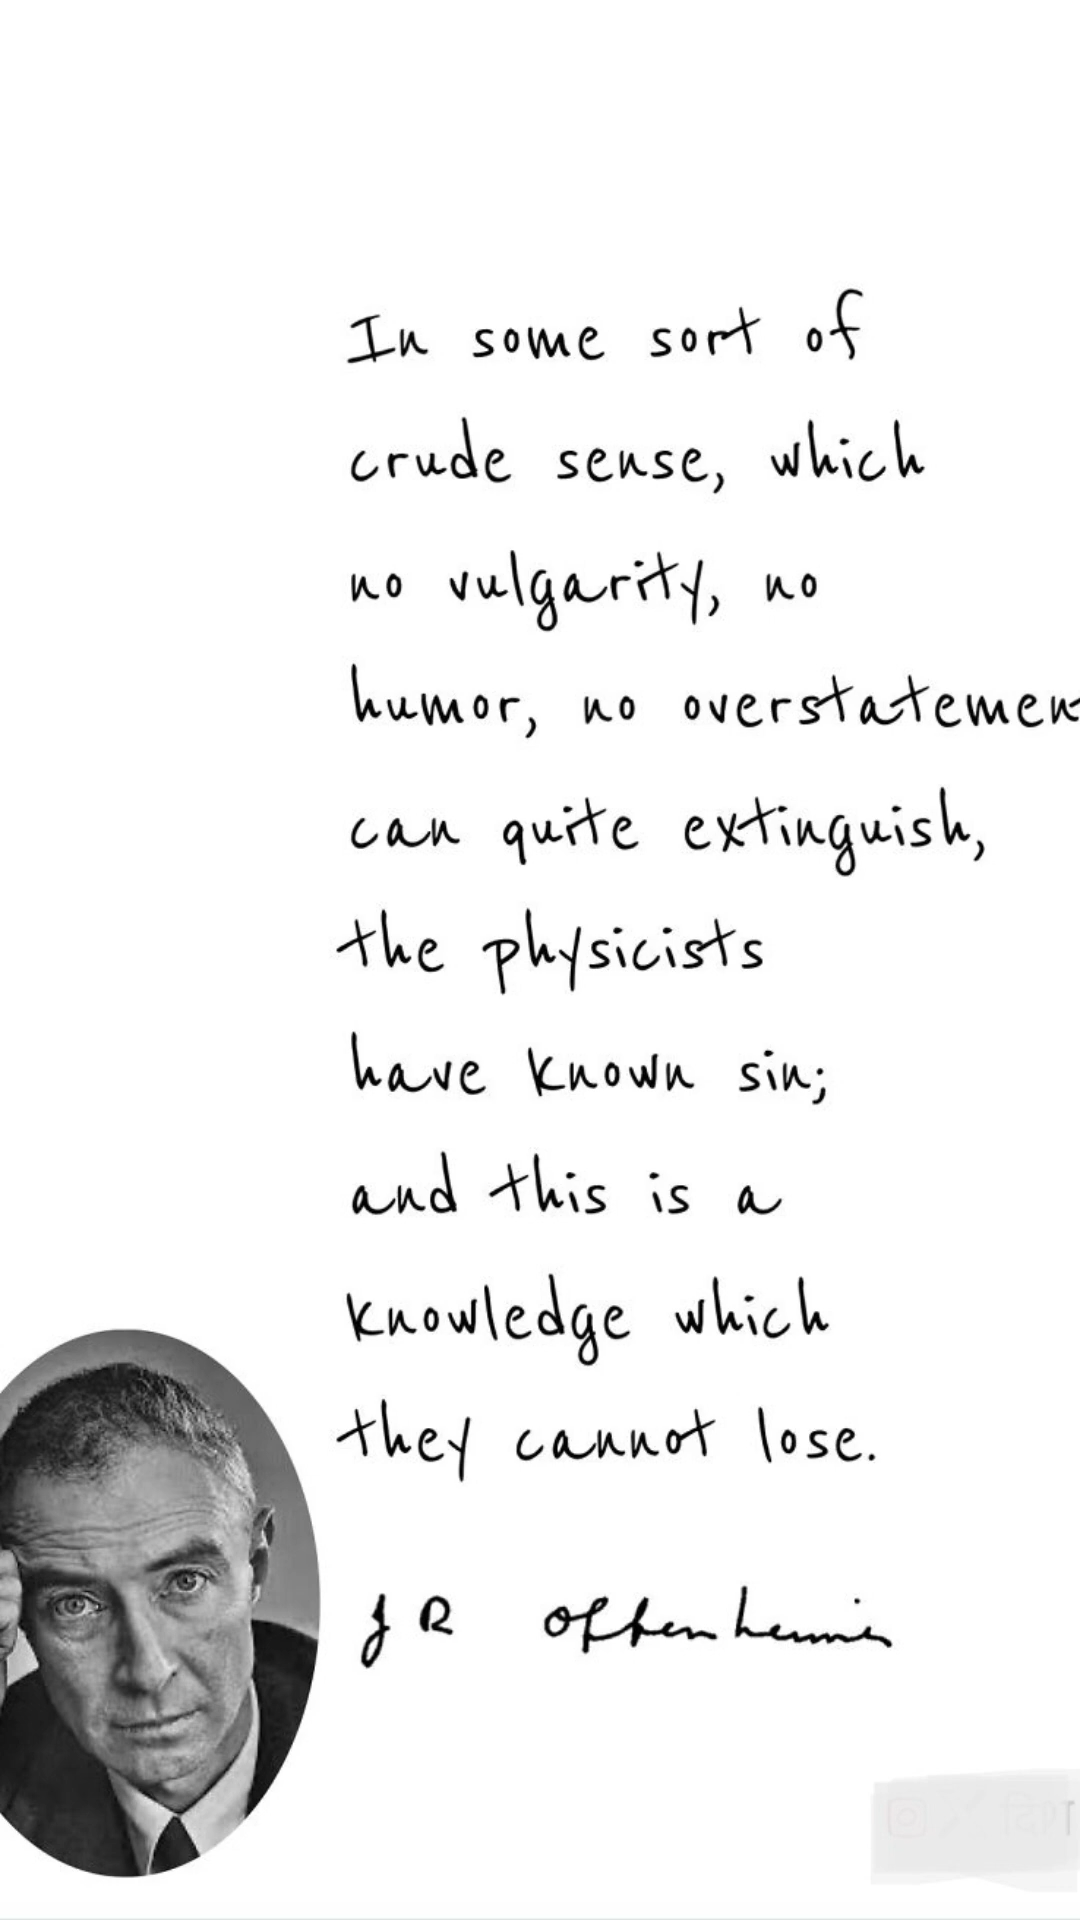 In some sort of
crude sense, which
no vulgarity, no
humor, no overstatemen
can quite extinguish,
the physicists
have known sin;
and this is a
knowledge which
they cannot lose.
J R Oppenheimer